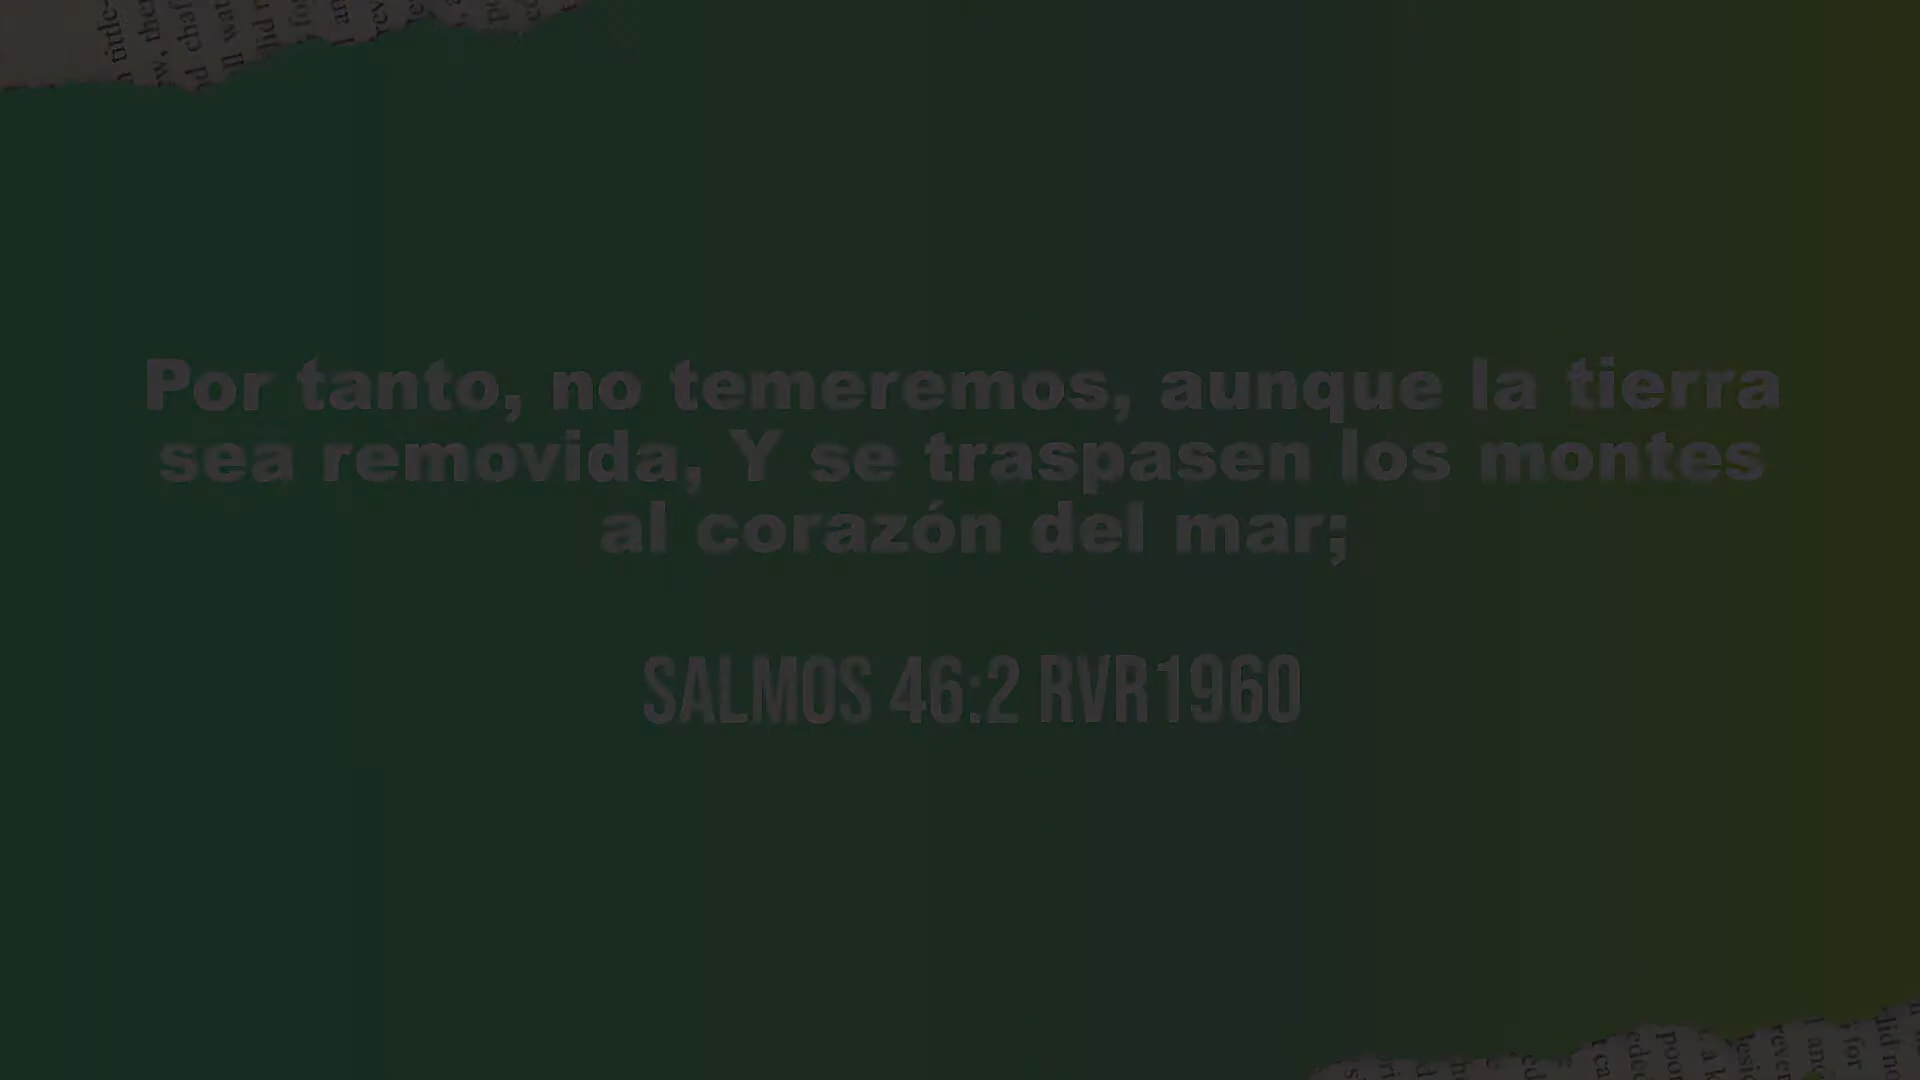 Por tanto, no temeremos, aunque la tierra
sea removida, Y se traspasen los montes
al corazón del mar;
SALMOS 46:2 RVR1960